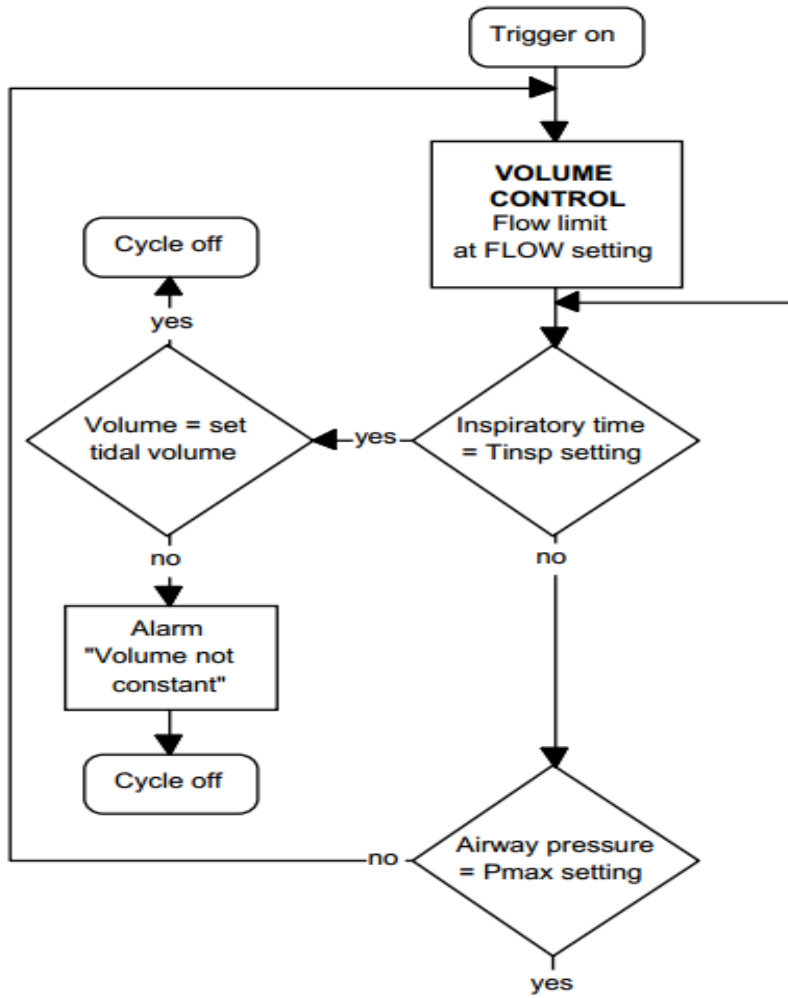 Trigger on
VOLUME
CONTROL
Flow limit
at FLOW setting
Cycle off
yes
Volume = set
tidal volume
yes
Inspiratory time
= Tinsp setting
no
no
Alarm
"Volume not
constant"
Cycle off
no
Airway pressure
= Pmax setting
yes